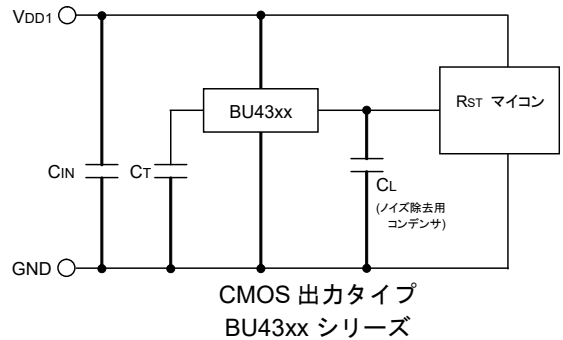 VDD1
BU43xx
RST マイコン
CIN
CT
CL
(ノイズ除去用
コンデンサ)
GND
CMOS 出力タイプ
BU43xx シリーズ